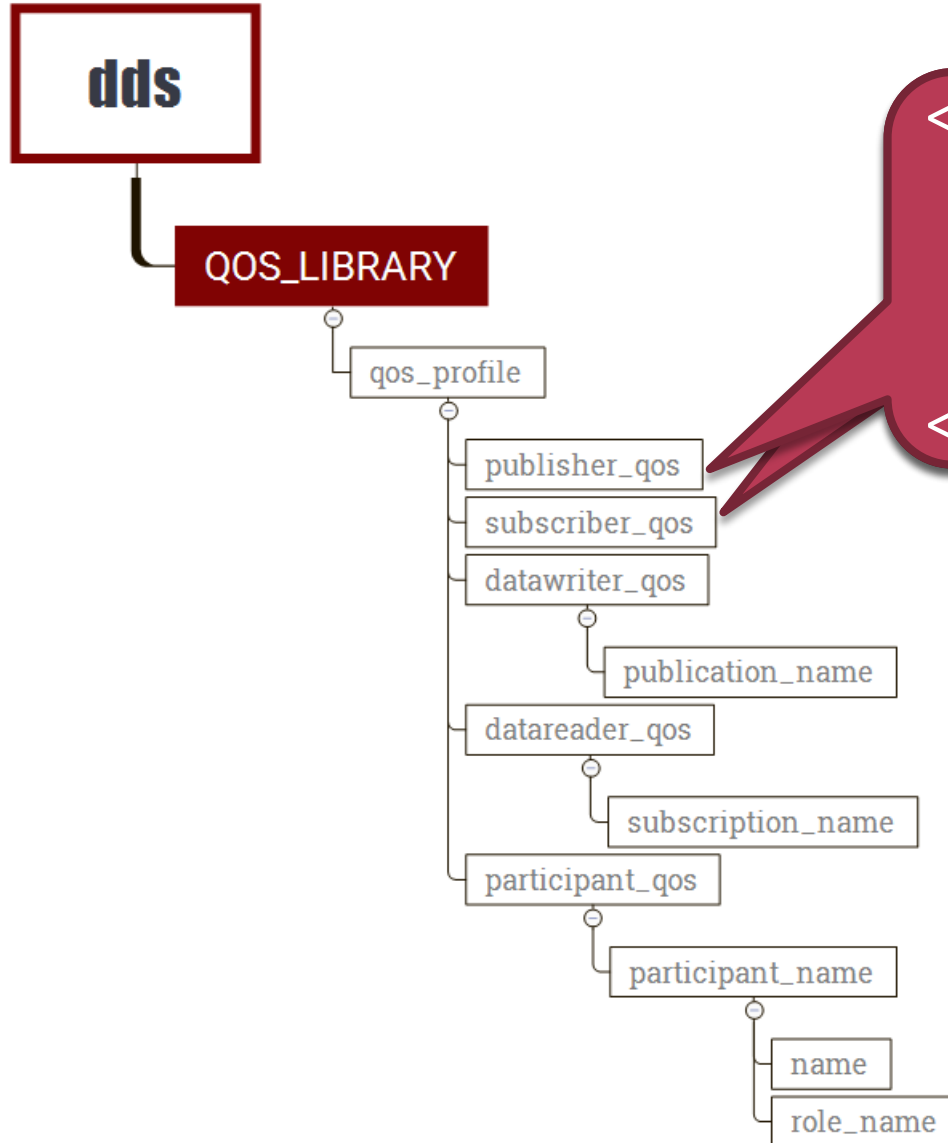 dds
<
QOS_LIBRARY
qos_profile
<
publisher_qos
subscriber_qos
datawriter_qos
publication_name
datareader_qos
subscription_name
participant_qos
participant_name
name
role_name